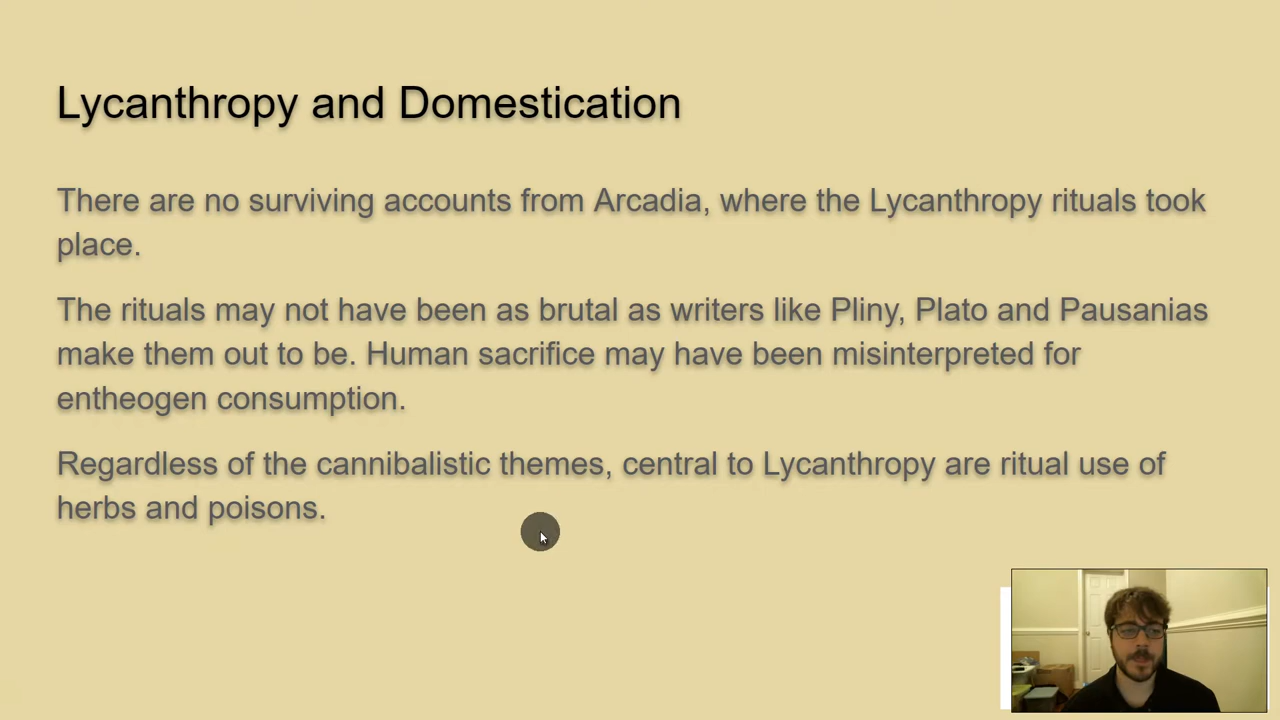 Lycanthropy and Domestication
There are no surviving accounts from Arcadia, where the Lycanthropy rituals took
place.
The rituals may not have been as brutal as writers like Pliny, Plato and Pausanias
make them out to be. Human sacrifice may have been misinterpreted for
entheogen consumption.
Regardless of the cannibalistic themes, central to Lycanthropy are ritual use of
herbs and poisons.